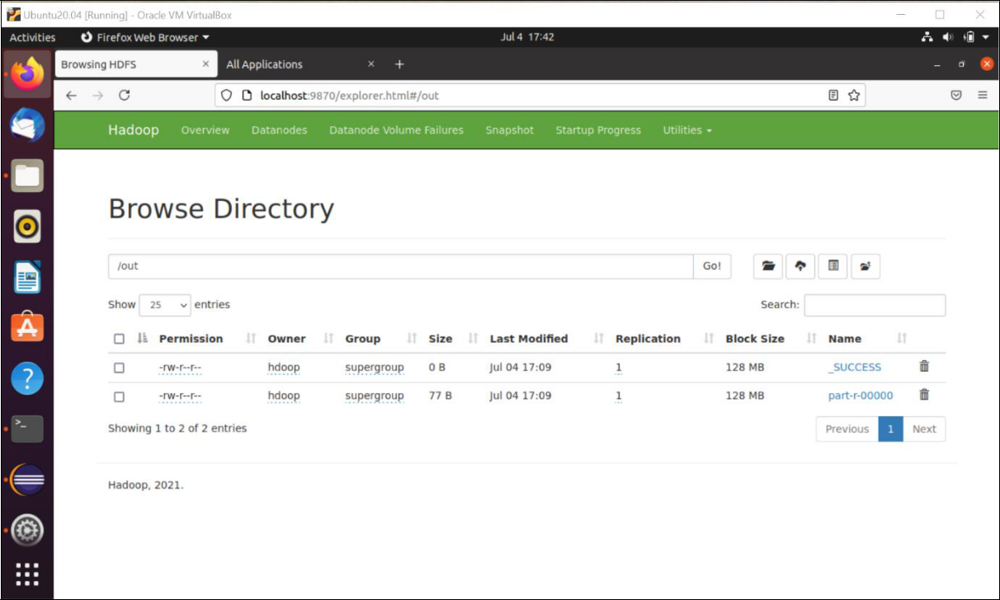 Ubuntu20.04 [Running] - Oracle VM VirtualBox
Activities Firefox Web Browser Jul 4 17:42
Browsing HDFS × All Applications × +
localhost:9870/explorer.html#/out
Hadoop Overview Datanodes Datanode Volume Failures Snapshot Startup Progress Utilities
Browse Directory
/out Go!
Show 25 entries Search:
Permission Owner Group Size Last Modified Replication Block Size Name
-rw-r--r-- hdoop supergroup 0 B Jul 04 17:09 1 128 MB _SUCCESS
-rw-r--r-- hdoop supergroup 77 B Jul 04 17:09 1 128 MB part-r-00000
Showing 1 to 2 of 2 entries Previous 1 Next
Hadoop, 2021.